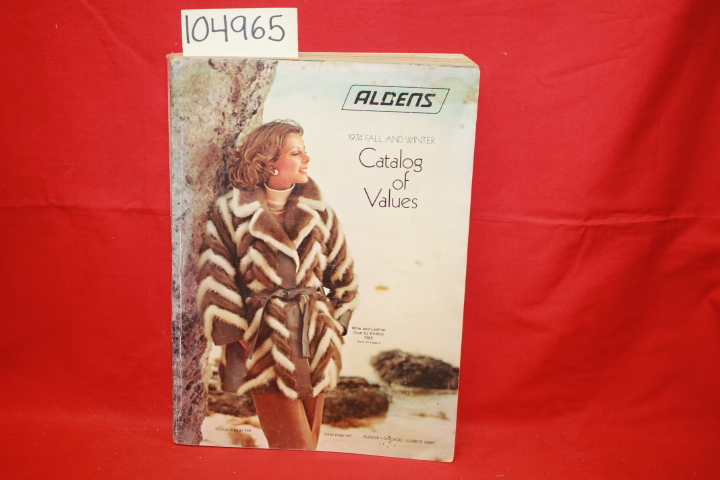 104965
ALDENS
1974 FALL AND WINTER
Catalog
of
Values
Mink and Leather
Coat by EVANS